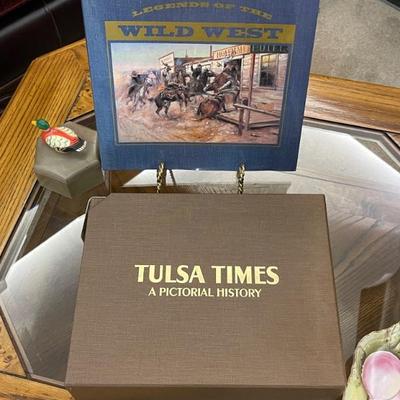 LEGENDS OF THE
WILD WEST
TULSA TIMES
A PICTORIAL HISTORY